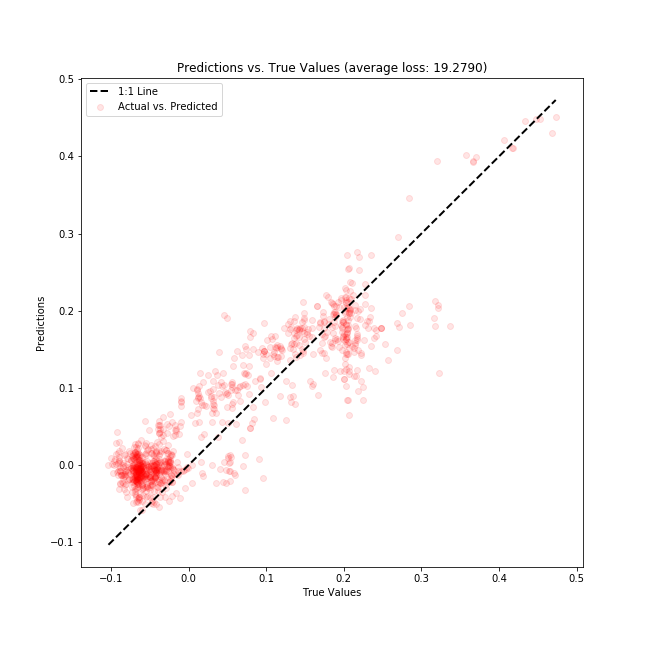 Predictions vs. True Values (average loss: 19.2790)
1:1 Line
Actual vs. Predicted
0.5
0.4
0.3
0.2
0.1
0.0
−0.1
Predictions
−0.1 0.0 0.1 0.2 0.3 0.4 0.5
True Values